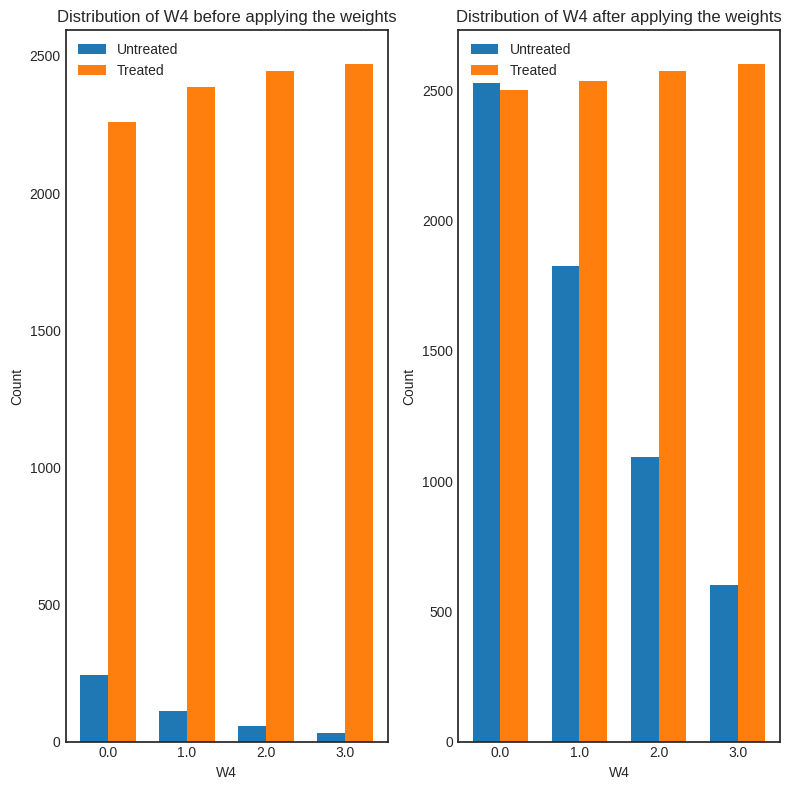 Distribution of W4 before applying the weights
Untreated
Treated
2500
2000
1500
1000
500
0
Count
0.0 1.0 2.0 3.0
W4
Distribution of W4 after applying the weights
Untreated
Treated
2500
2000
1500
1000
500
0
Count
0.0 1.0 2.0 3.0
W4